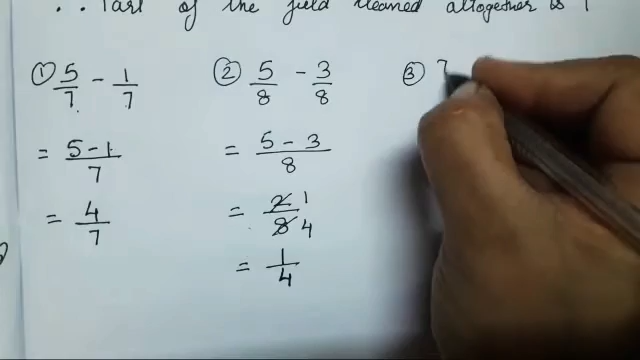 ∴ Part of the field cleaned altogether is
① 5/7 - 1/7
= 5-1/7
= 4/7
② 5/8 - 3/8
= 5-3/8
= 2/8 1/4
= 1/4
③